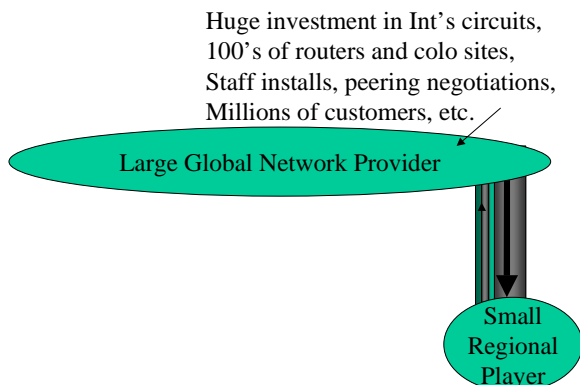 Huge investment in Int's circuits,
100's of routers and colo sites,
Staff installs, peering negotiations,
Millions of customers, etc.
Large Global Network Provider
Small
Regional
Player